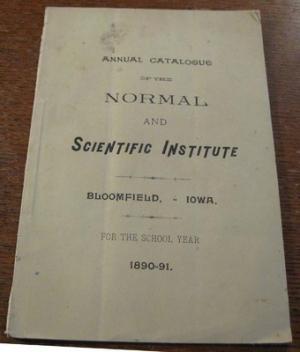 ANNUAL CATALOGUE
OF THE
NORMAL
AND
SCIENTIFIC INSTITUTE
BLOOMFIELD, - IOWA.
FOR THE SCHOOL YEAR
1890-91.